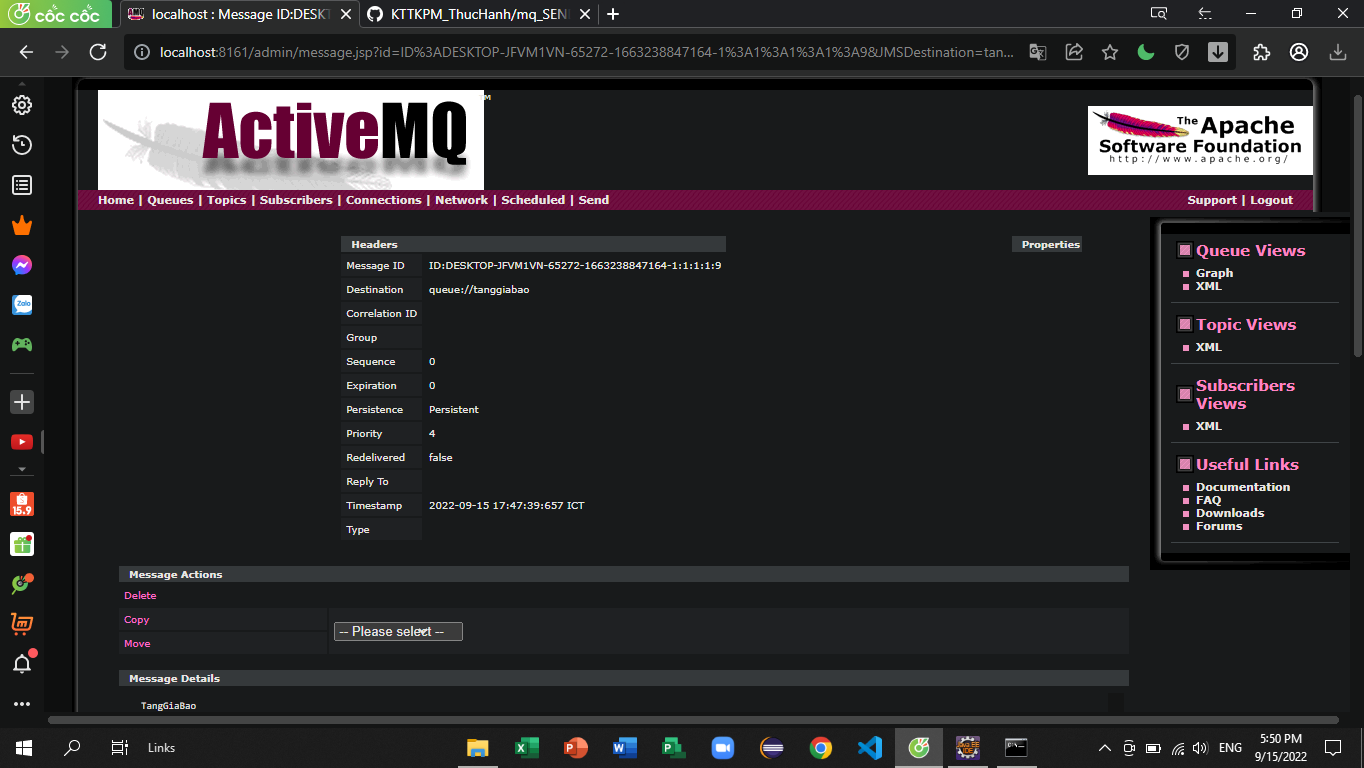 cốc cốc
localhost : Message ID:DESKT
KTTKPM_ThucHanh/mq_SEN
localhost:8161/admin/message.jsp?id=ID%3ADESKTOP-JFVM1VN-65272-1663238847164-1%3A1%3A1%3A1%3A9&JMSDestination=tan...
ActiveMQ
TM
The Apache
Software Foundation
http://www.apache.org/
Home | Queues | Topics | Subscribers | Connections | Network | Scheduled | Send
Support | Logout
Headers
Message ID ID:DESKTOP-JFVM1VN-65272-1663238847164-1:1:1:1:9
Destination queue://tanggiabao
Correlation ID
Group
Sequence 0
Expiration 0
Persistence Persistent
Priority 4
Redelivered false
Reply To
Timestamp 2022-09-15 17:47:39:657 ICT
Type
Properties
Queue Views
Graph
XML
Topic Views
XML
Subscribers
Views
XML
Useful Links
Documentation
FAQ
Downloads
Forums
Message Actions
Delete
Copy
Move
-- Please select --
Message Details
TangGiaBao
Zalo
15.9
Links
ENG
5:50 PM
9/15/2022